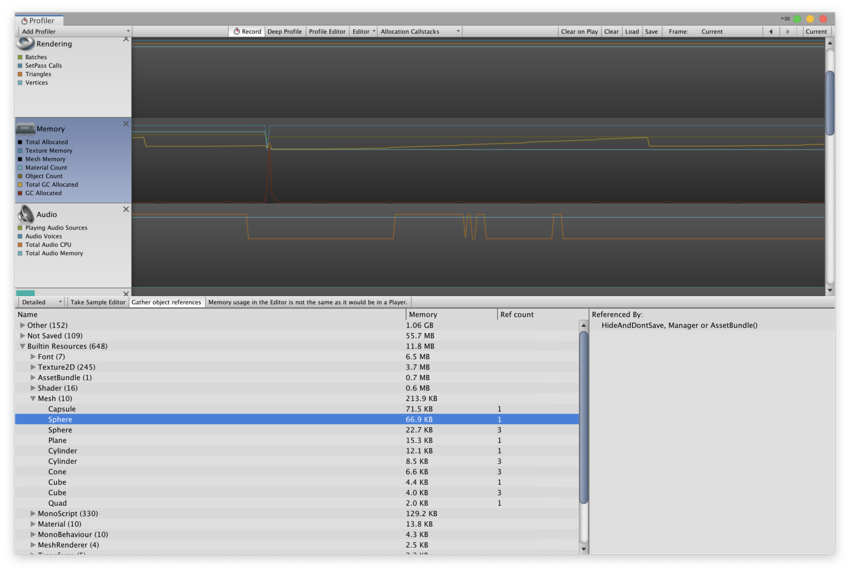 Profiler
Add Profiler Record Deep Profile Profile Editor Editor Allocation Callstacks Clear on Play Clear Load Save Frame: Current Current
Rendering
Batches
SetPass Calls
Triangles
Vertices
Memory
Total Allocated
Texture Memory
Mesh Memory
Material Count
Object Count
Total GC Allocated
GC Allocated
Audio
Playing Audio Sources
Audio Voices
Total Audio CPU
Total Audio Memory
Detailed Take Sample Editor Gather object references Memory usage in the Editor is not the same as it would be in a Player.
Name Memory Ref count Referenced By:
Other (152) 1.06 GB HideAndDontSave, Manager or AssetBundle()
Not Saved (109) 55.7 MB
Builtin Resources (648) 11.8 MB
Font (7) 6.5 MB
Texture2D (245) 3.7 MB
AssetBundle (1) 0.7 MB
Shader (16) 0.6 MB
Mesh (10) 213.9 KB
Capsule 71.5 KB 1
Sphere 66.9 KB 1
Sphere 22.7 KB 3
Plane 15.3 KB 1
Cylinder 12.1 KB 1
Cylinder 8.5 KB 3
Cone 6.6 KB 3
Cube 4.4 KB 1
Cube 4.0 KB 3
Quad 2.0 KB 1
MonoScript (330) 129.2 KB
Material (10) 13.8 KB
MonoBehaviour (10) 4.3 KB
MeshRenderer (4) 2.5 KB